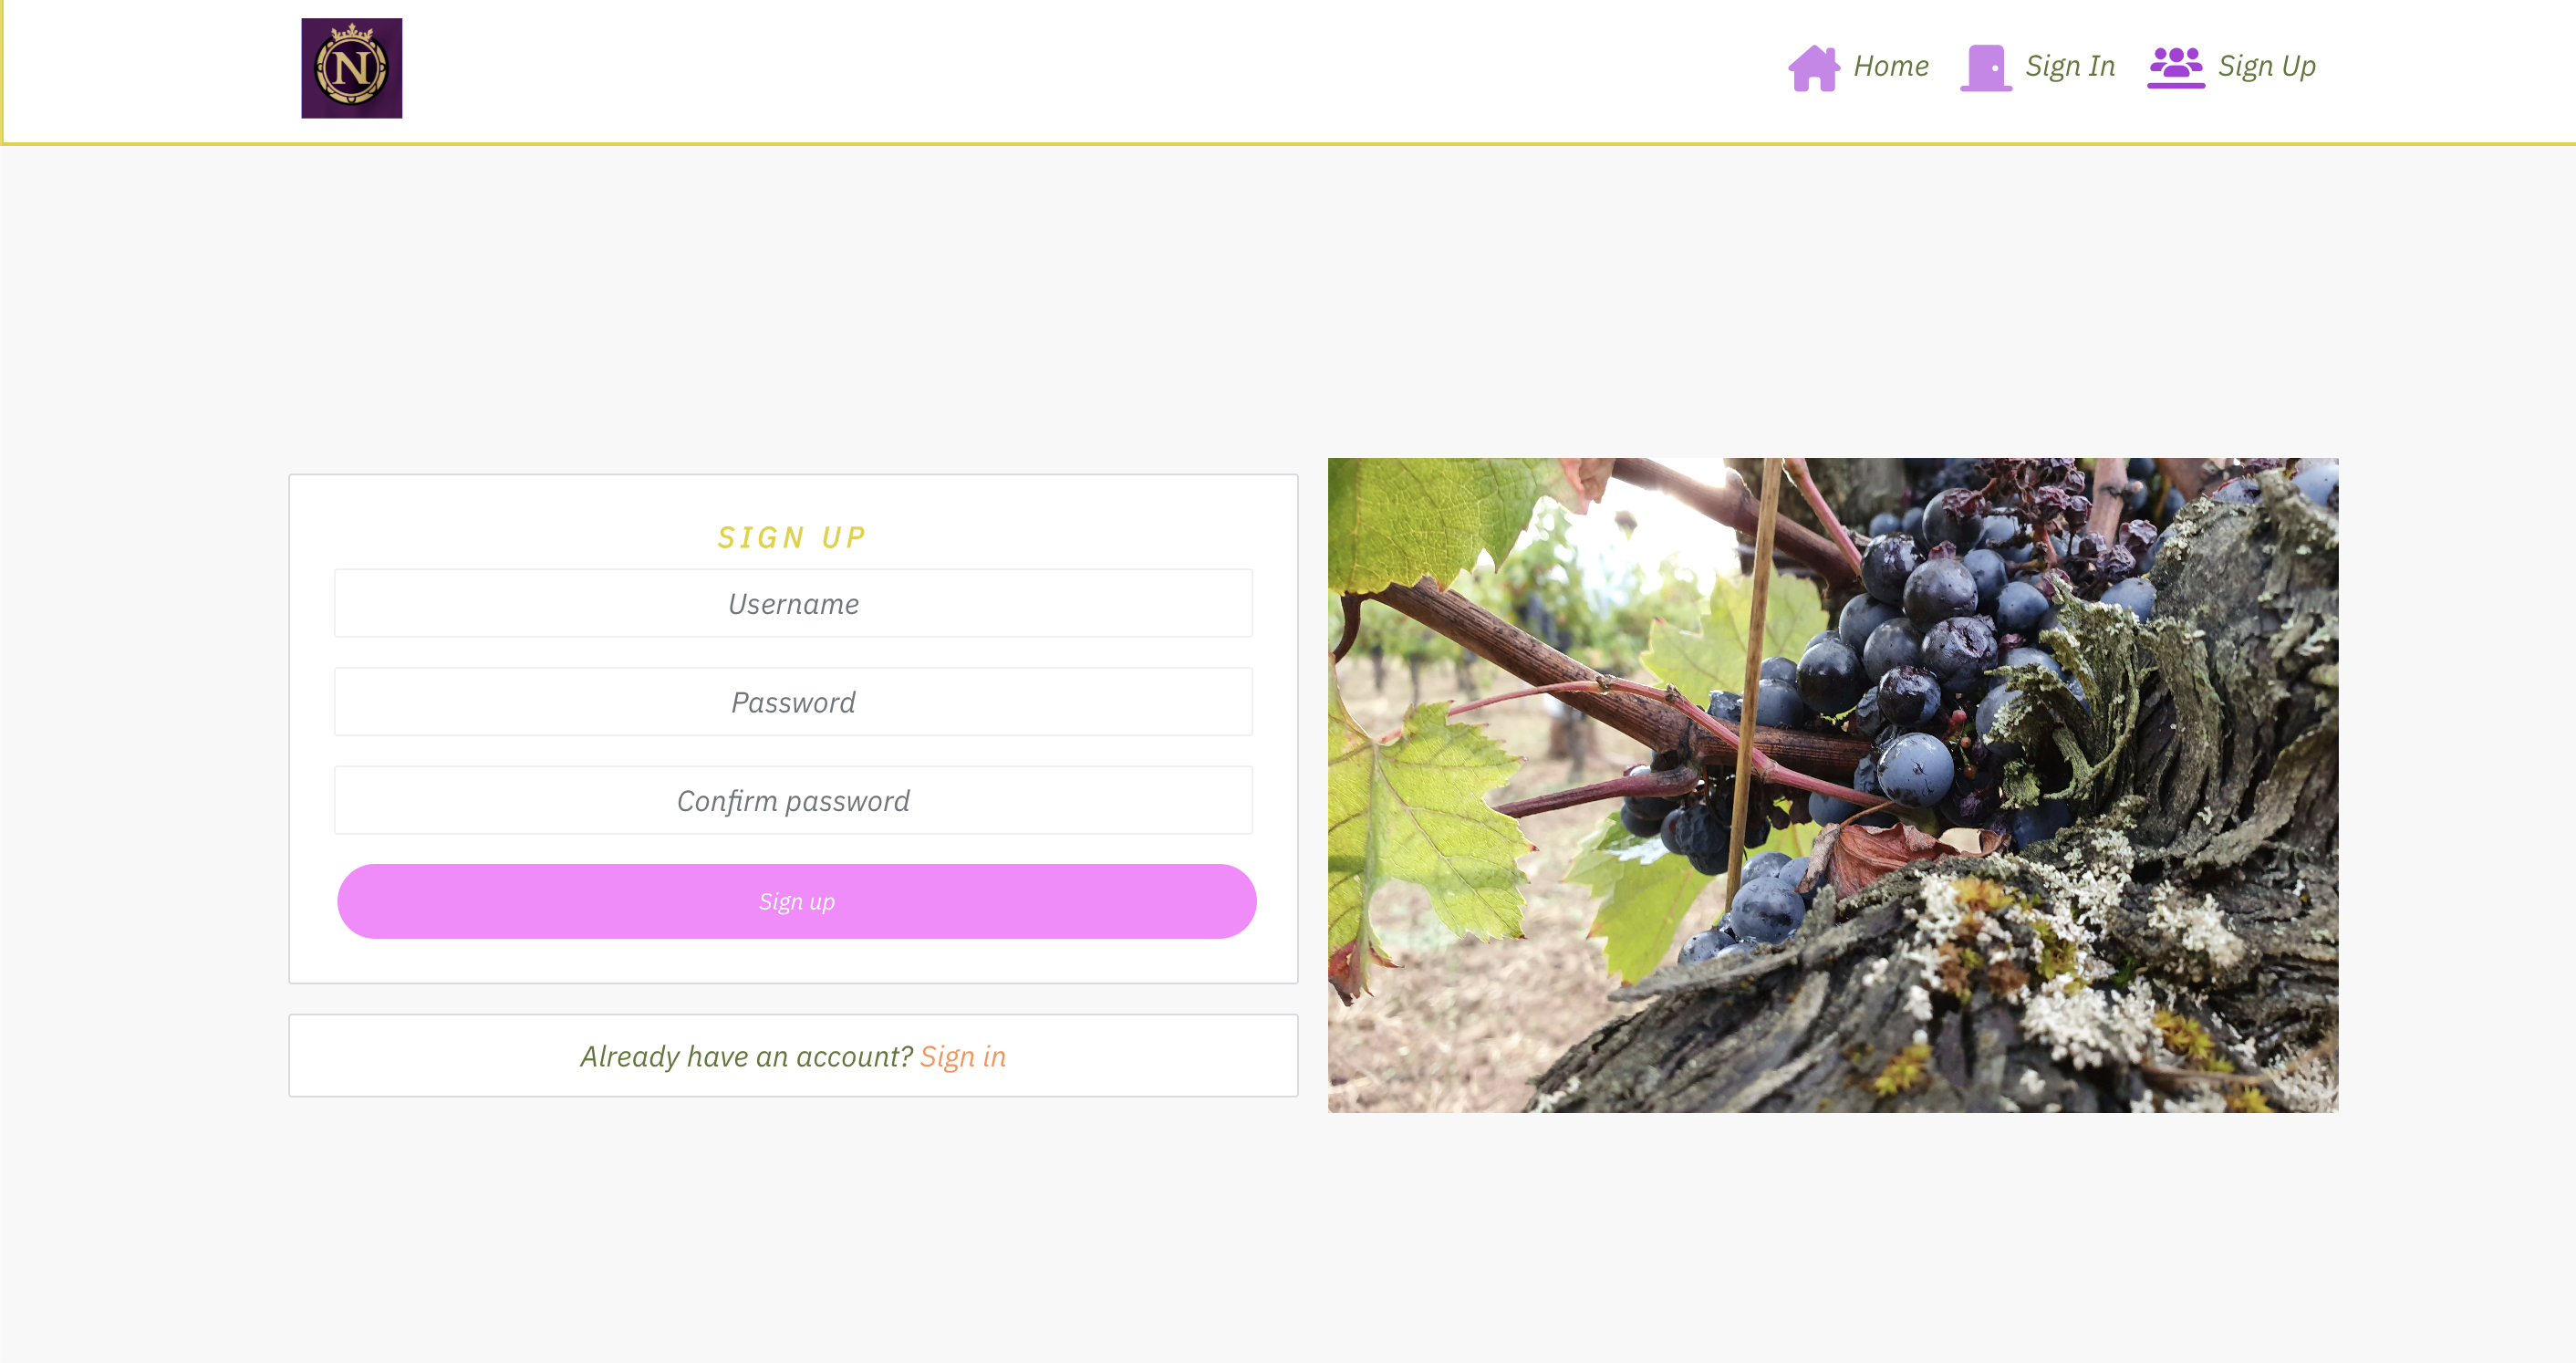 N
Home Sign In Sign Up
SIGN UP
Username
Password
Confirm password
Sign up
Already have an account? Sign in